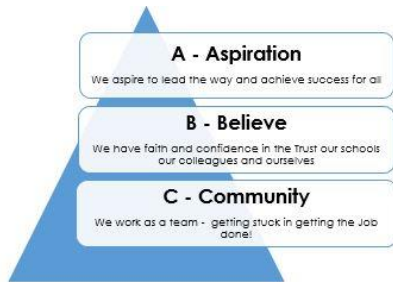 A - Aspiration
We aspire to lead the way and achieve success for all
B - Believe
We have faith and confidence in the Trust our schools
our colleagues and ourselves
C - Community
We work as a team - getting stuck in getting the Job
done!